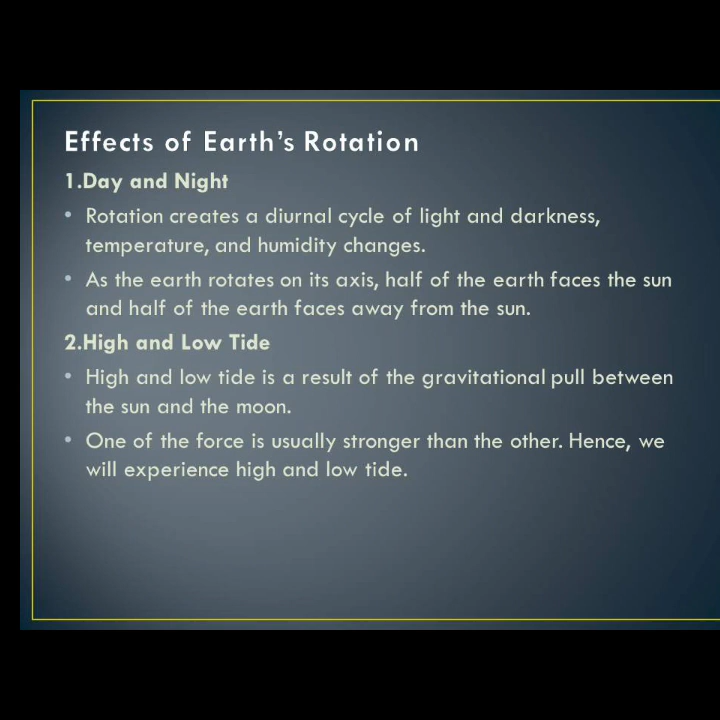 Effects of Earth's Rotation
1.Day and Night
• Rotation creates a diurnal cycle of light and darkness,
temperature, and humidity changes.
• As the earth rotates on its axis, half of the earth faces the sun
and half of the earth faces away from the sun.
2.High and Low Tide
• High and low tide is a result of the gravitational pull between
the sun and the moon.
• One of the force is usually stronger than the other. Hence, we
will experience high and low tide.